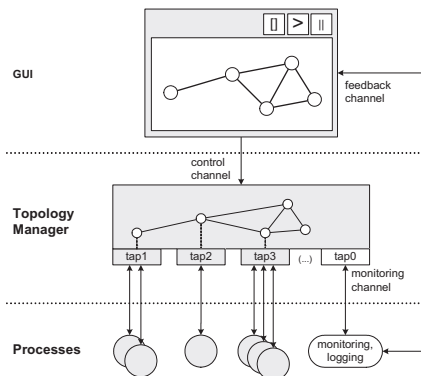 [] > ||
GUI
feedback
channel
control
channel
Topology
Manager
tap1 tap2 tap3 (...) tap0
monitoring
channel
Processes
monitoring,
logging